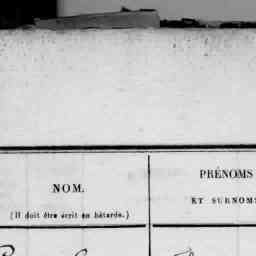 NOM.
(Il doit être écrit en bâtarde.)
PRÉNOMS
ET SURNOMS